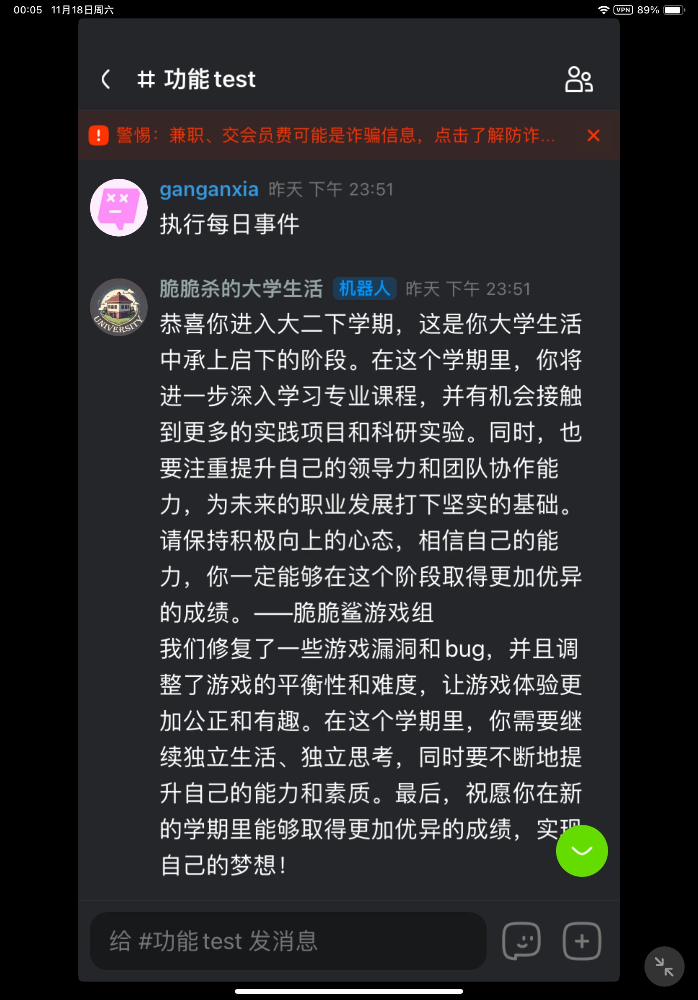 00:05 11月18日周六
VPN 89%
# 功能test
警惕：兼职、交会员费可能是诈骗信息，点击了解防诈...
ganganxia 昨天 下午 23:51
执行每日事件
脆脆杀的大学生活 机器人 昨天 下午 23:51
UNIVERSITY
恭喜你进入大二下学期，这是你大学生活
中承上启下的阶段。在这个学期里，你将
进一步深入学习专业课程，并有机会接触
到更多的实践项目和科研实验。同时，也
要注重提升自己的领导力和团队协作能
力，为未来的职业发展打下坚实的基础。
请保持积极向上的心态，相信自己的能
力，你一定能够在这个阶段取得更加优异
的成绩。——脆脆鲨游戏组
我们修复了一些游戏漏洞和bug，并且调
整了游戏的平衡性和难度，让游戏体验更
加公正和有趣。在这个学期里，你需要继
续独立生活、独立思考，同时要不断地提
升自己的能力和素质。最后，祝愿你在新
的学期里能够取得更加优异的成绩，实现
自己的梦想！
给 #功能test 发消息